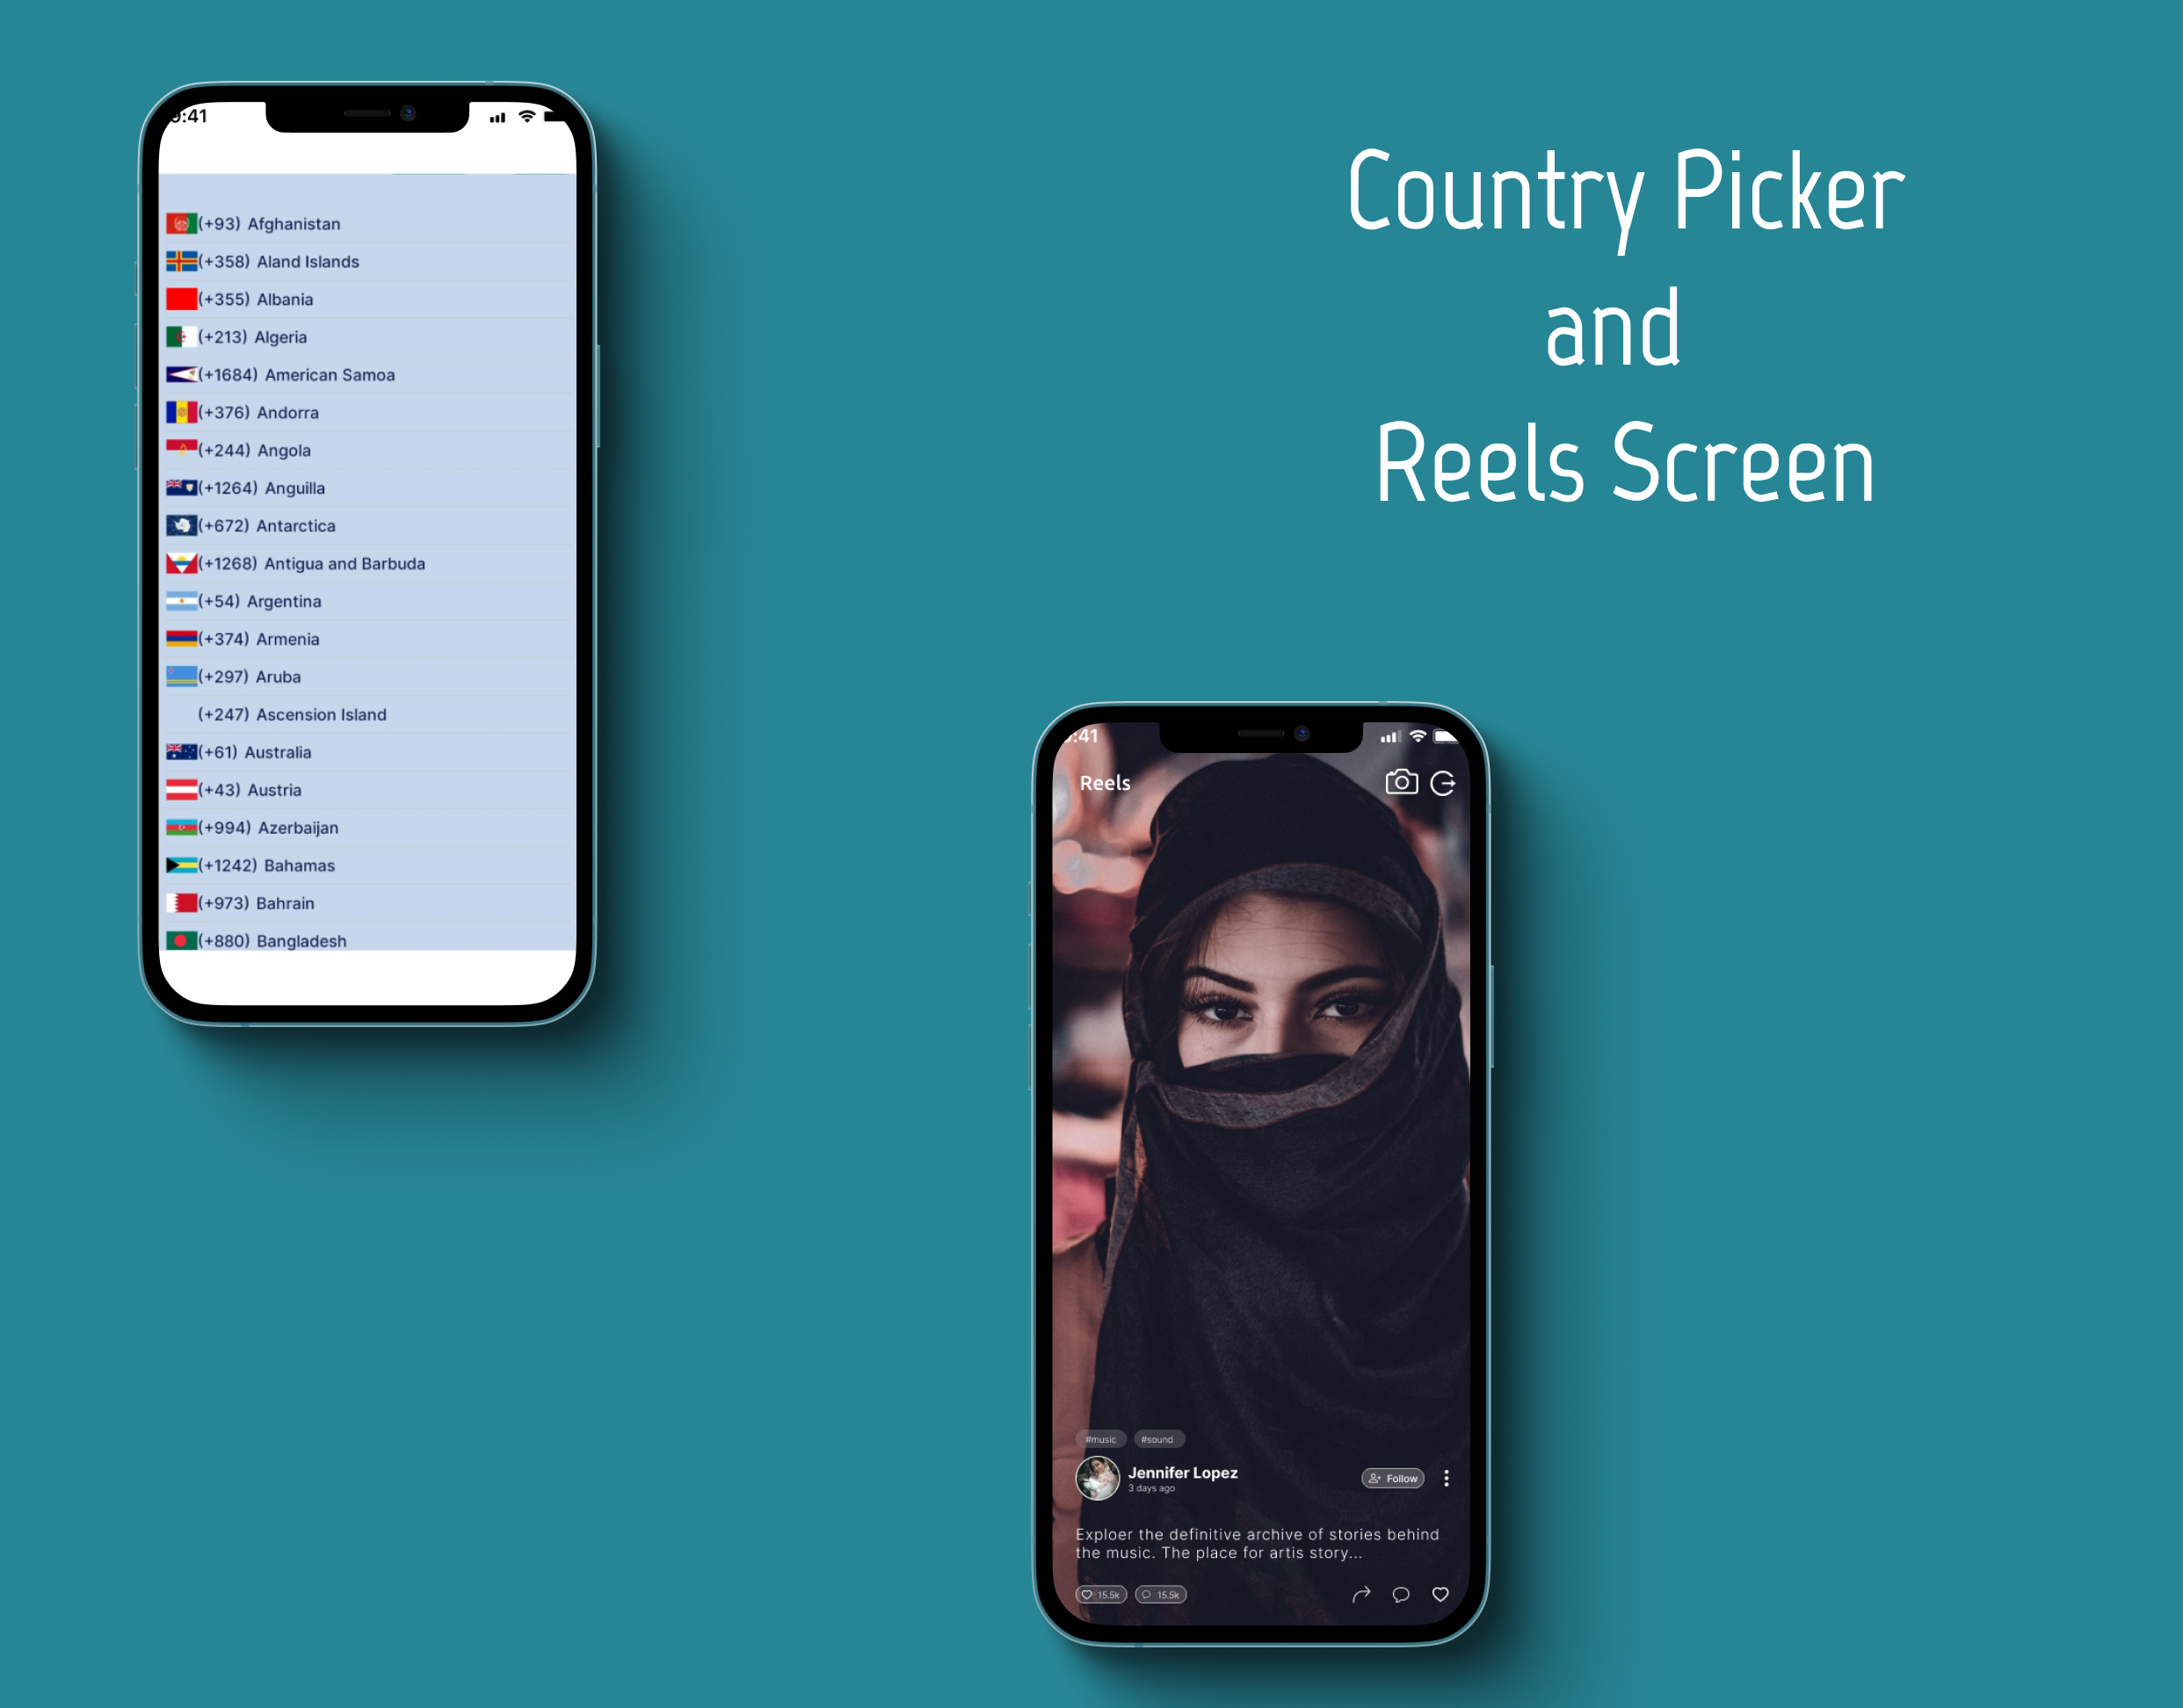 Country Picker
and
Reels Screen
:41
(+93) Afghanistan
(+358) Aland Islands
(+355) Albania
(+213) Algeria
(+1684) American Samoa
(+376) Andorra
(+244) Angola
(+1264) Anguilla
(+672) Antarctica
(+1268) Antigua and Barbuda
(+54) Argentina
(+374) Armenia
(+297) Aruba
(+247) Ascension Island
(+61) Australia
(+43) Austria
(+994) Azerbaijan
(+1242) Bahamas
(+973) Bahrain
(+880) Bangladesh
:41
Reels
#music #sound
Jennifer Lopez
3 days ago
Follow
Exploer the definitive archive of stories behind
the music. The place for artis story...
15.5k 15.5k